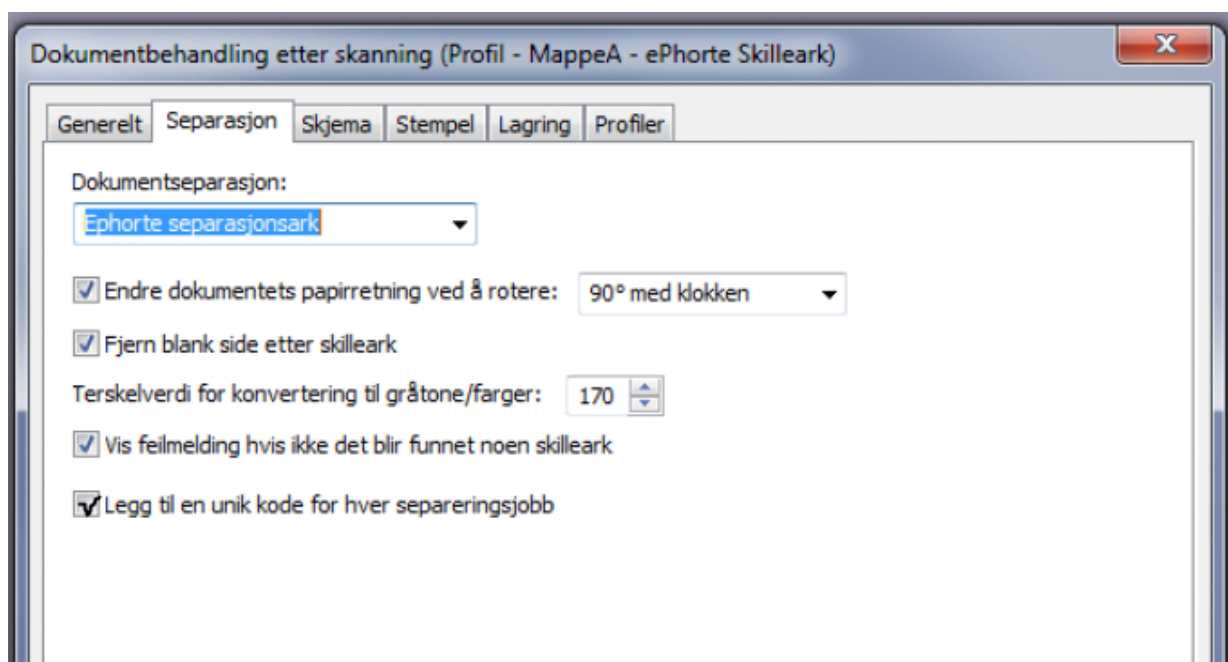 Dokumentbehandling etter skanning (Profil - MappeA - ePhorte Skilleark)
Generelt Separasjon Skjema Stempel Lagring Profiler
Dokumentseparasjon:
Ephorte separasjonsark
Endre dokumentets papirretning ved å rotere: 90° med klokken
Fjern blank side etter skilleark
Terskelverdi for konvertering til gråtone/farger: 170
Vis feilmelding hvis ikke det blir funnet noen skilleark
Legg til en unik kode for hver separeringsjobb